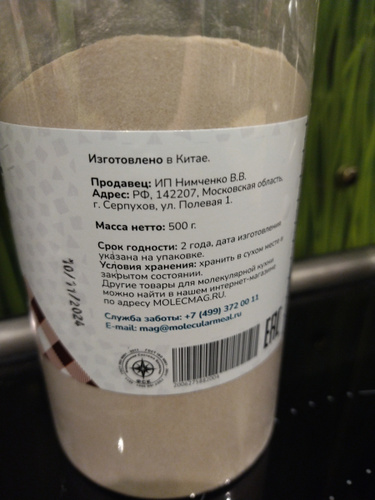 Изготовлено в Китае.
Продавец: ИП Нимченко В.В.
Адрес: РФ, 142207, Московская область,
г. Серпухов, ул. Полевая 1.
Масса нетто: 500 г.
Срок годности: 2 года, дата изготовления
указана на упаковке.
Условия хранения: хранить в сухом месте в
закрытом состоянии.
Другие товары для молекулярной кухни
можно найти в нашем интернет-магазине
по адресу MOLECMAG.RU.
Служба заботы: +7 (499) 372 00 11
E-mail: mag@molecularmeal.ru
EAC